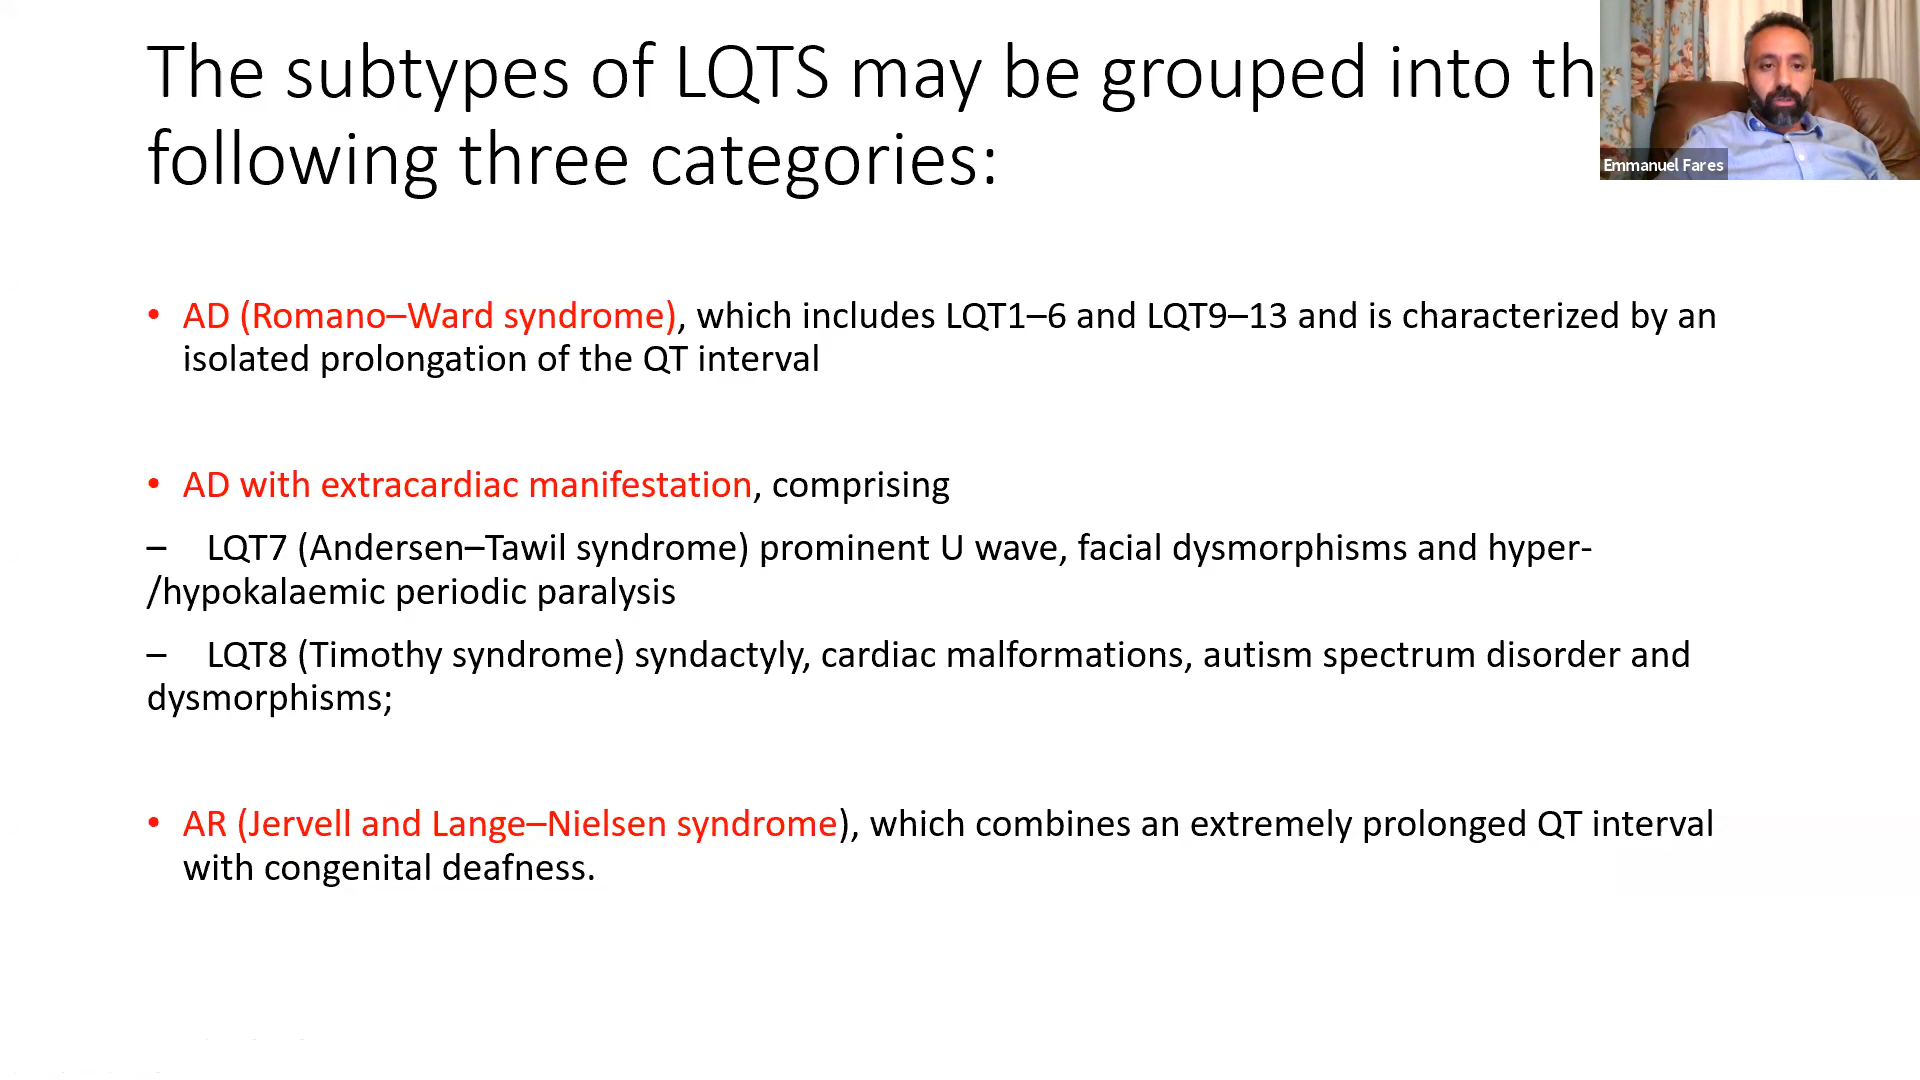 The subtypes of LQTS may be grouped into th
following three categories:
Emmanuel Fares
• AD (Romano–Ward syndrome), which includes LQT1–6 and LQT9–13 and is characterized by an
isolated prolongation of the QT interval
• AD with extracardiac manifestation, comprising
– LQT7 (Andersen–Tawil syndrome) prominent U wave, facial dysmorphisms and hyper-
/hypokalaemic periodic paralysis
– LQT8 (Timothy syndrome) syndactyly, cardiac malformations, autism spectrum disorder and
dysmorphisms;
• AR (Jervell and Lange–Nielsen syndrome), which combines an extremely prolonged QT interval
with congenital deafness.